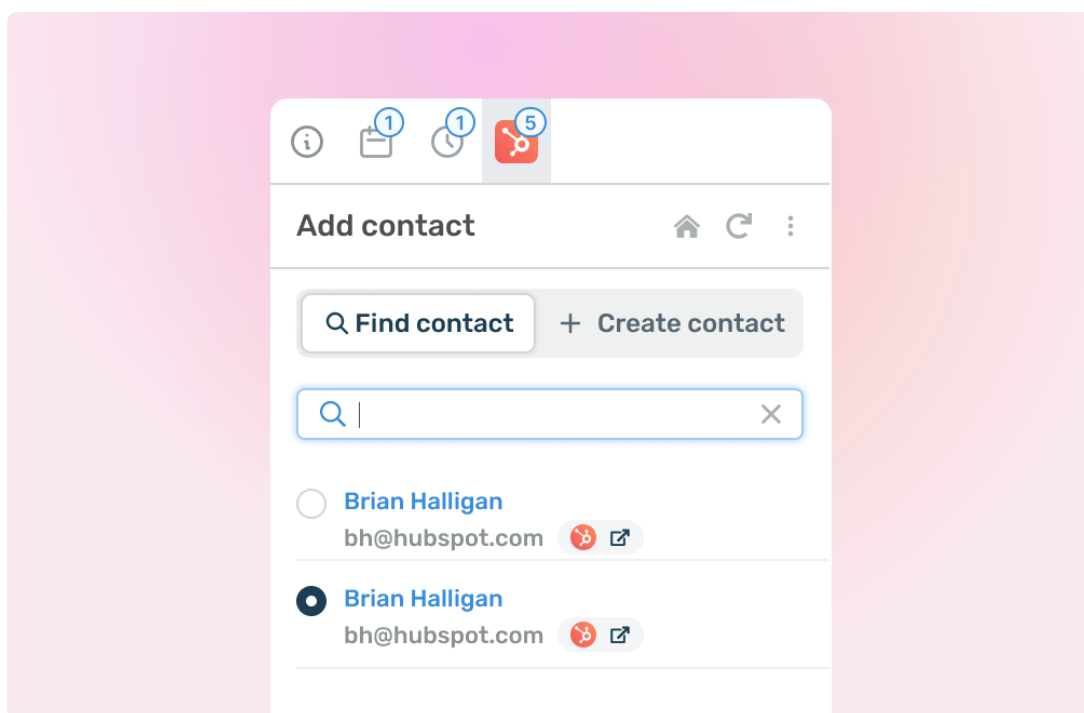 1 1 5
Add contact
Find contact + Create contact
Brian Halligan
bh@hubspot.com
Brian Halligan
bh@hubspot.com